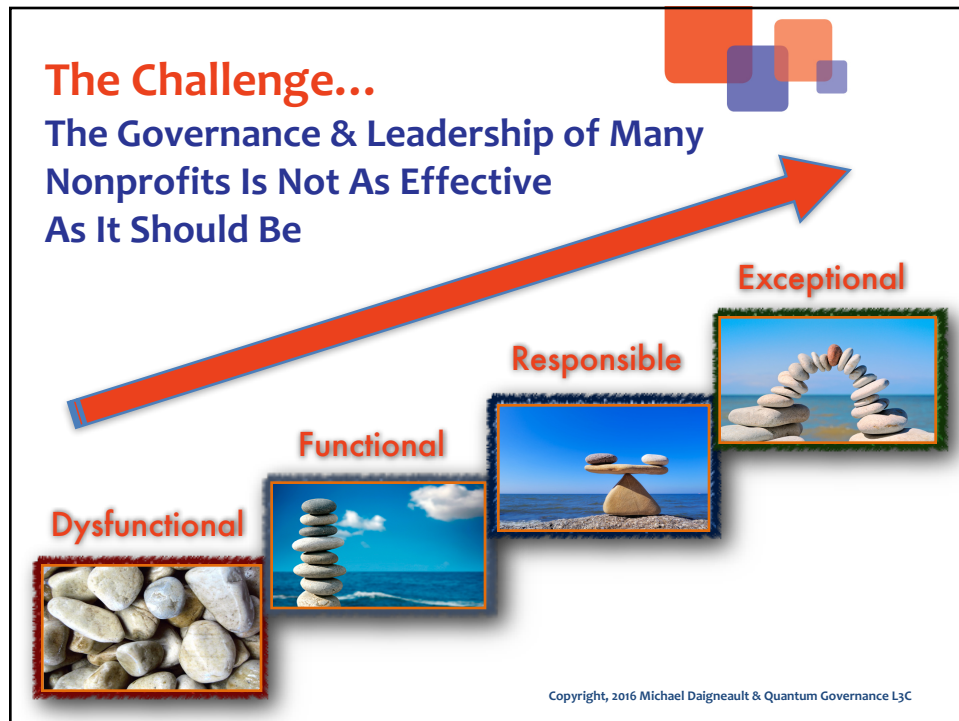 The Challenge...
The Governance & Leadership of Many
Nonprofits Is Not As Effective
As It Should Be
Exceptional
Responsible
Functional
Dysfunctional
Copyright, 2016 Michael Daigneault & Quantum Governance L3C